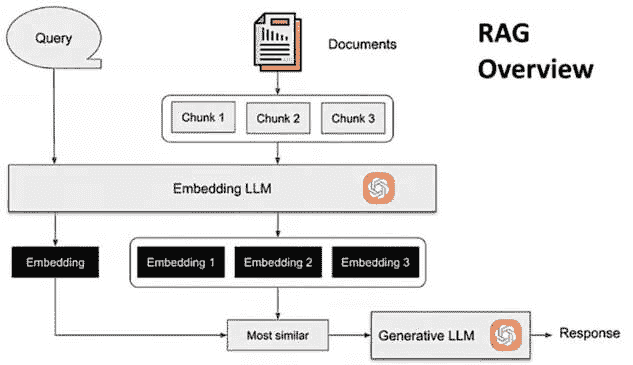 Query
Documents
RAG
Overview
Chunk 1
Chunk 2
Chunk 3
Embedding LLM
Embedding
Embedding 1
Embedding 2
Embedding 3
Most similar
Generative LLM
Response